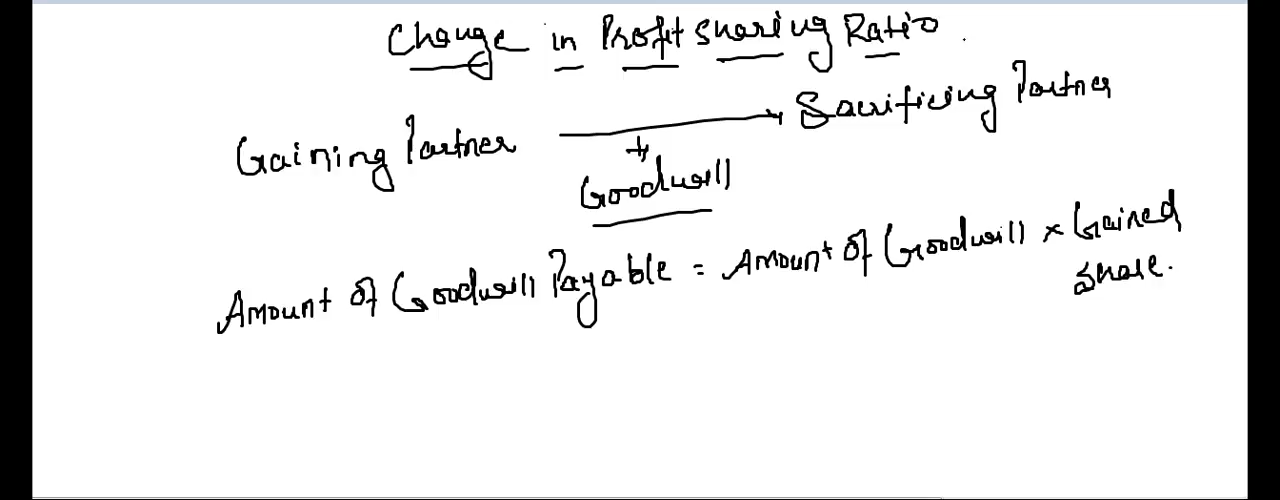 Change in Profit Sharing Ratio.
Gaining Partner → Sacrificing Partner
Goodwill
Amount of Goodwill Payable = Amount of Goodwill × Gained
Share.